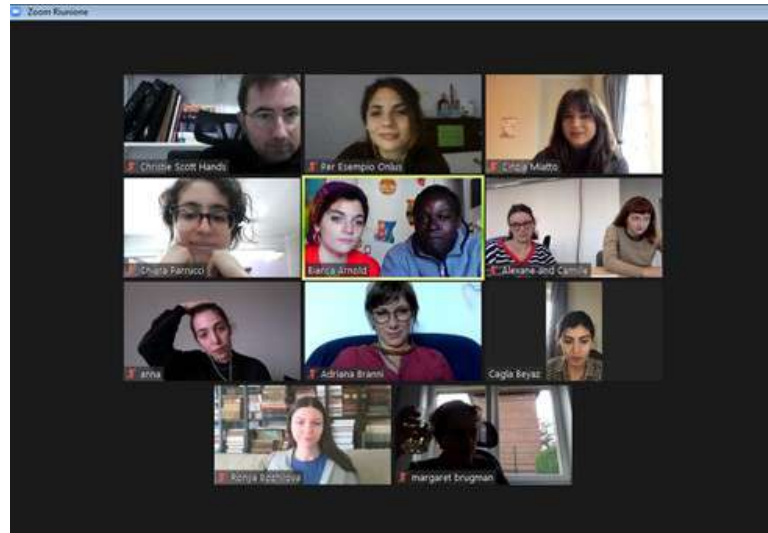 Zoom Riunione
Christie Scott Hands
Per Esempio Onlus
Cinzia Miatto
Chiara Parrucci
Bianca Arnold
Alexane and Camille
anna
Adriana Branni
Cagla Beyaz
Ronja
margaret brugman